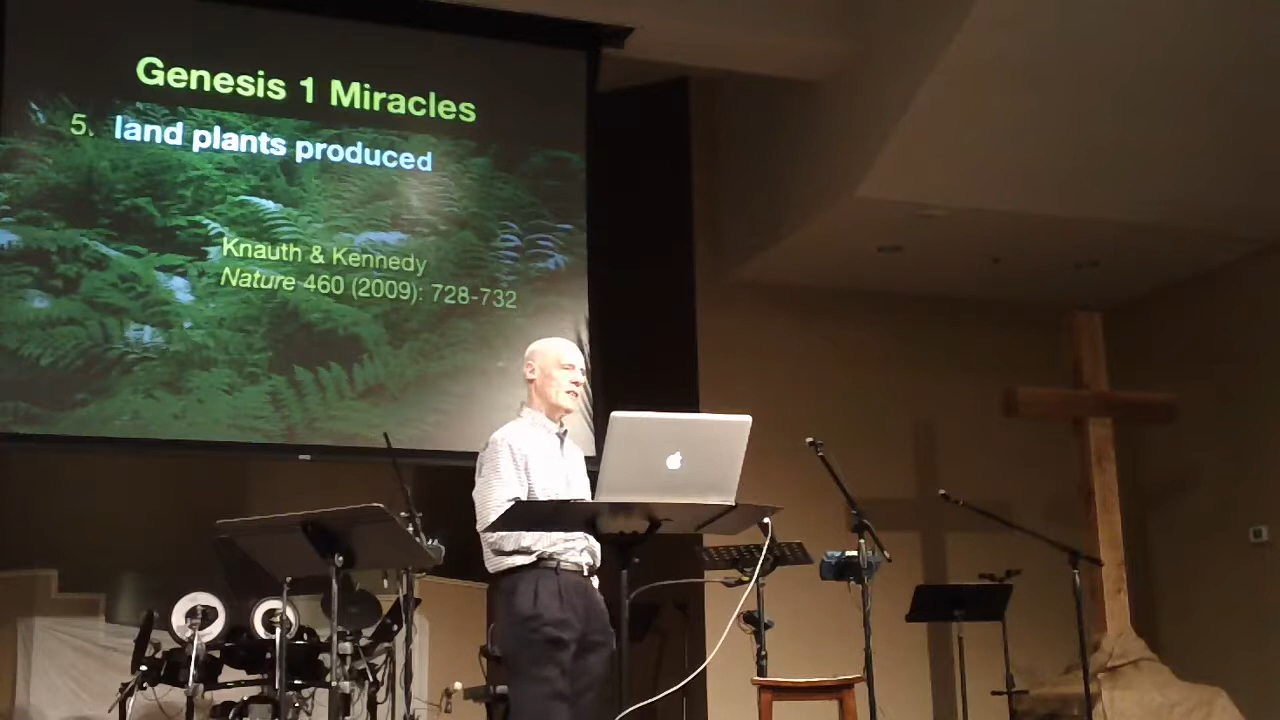 Genesis 1 Miracles
5. land plants produced
Knauth & Kennedy
Nature 460 (2009): 728-732